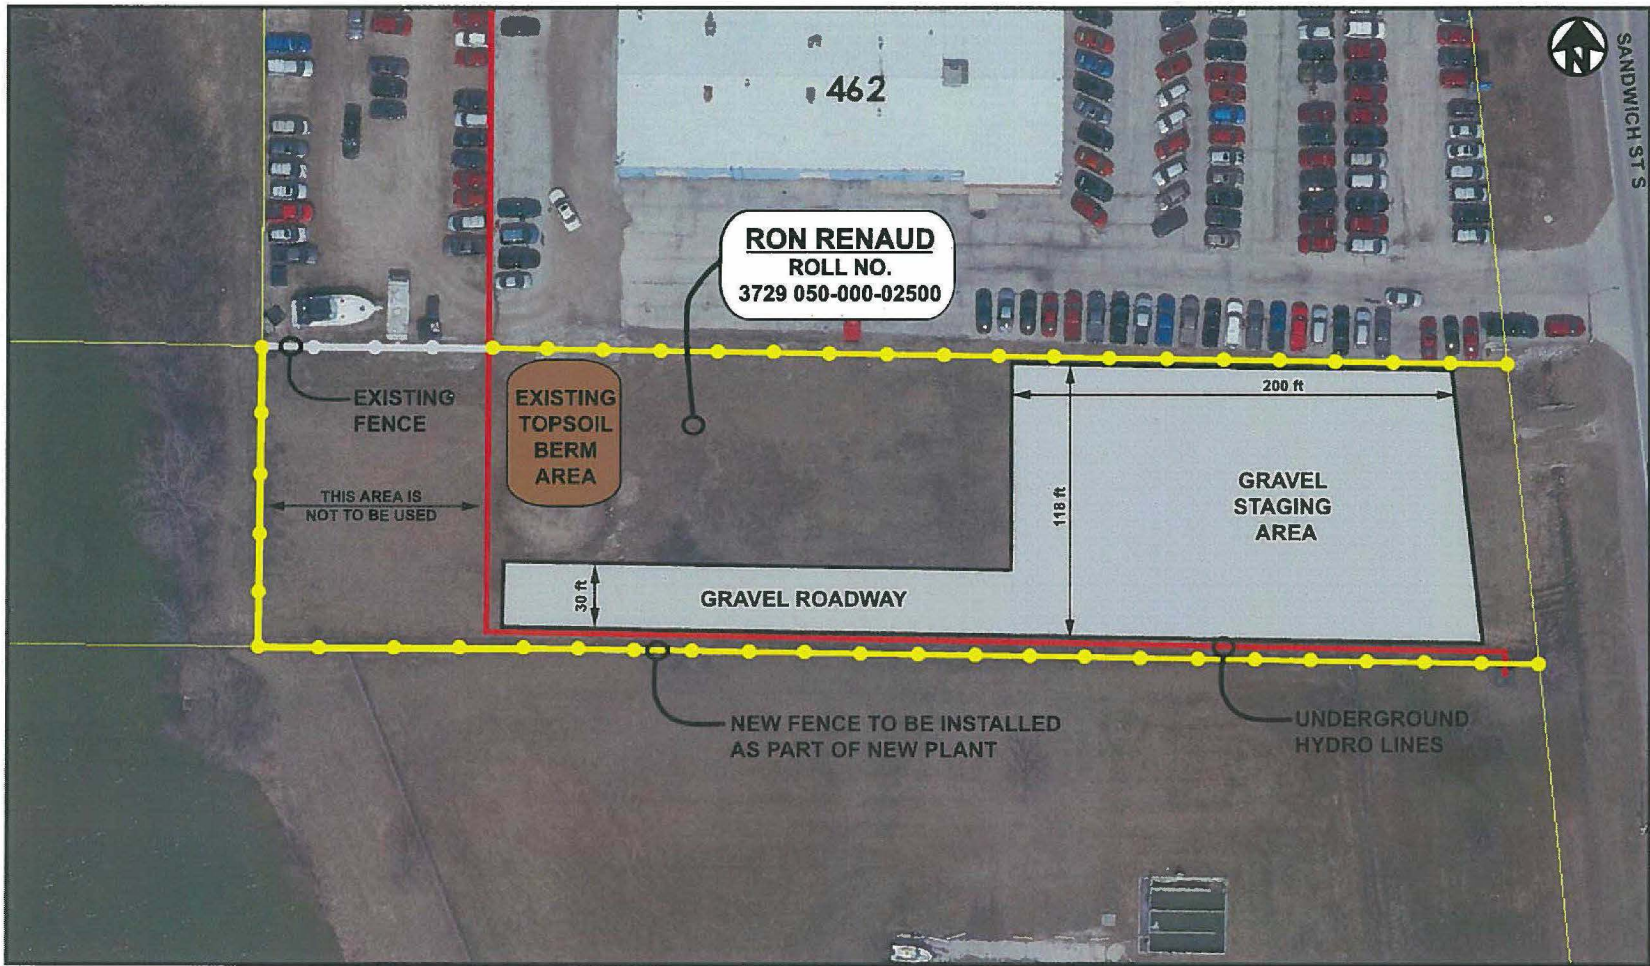 462
N
SANDWICH ST S
RON RENAUD
ROLL NO.
3729 050-000-02500
EXISTING
FENCE
EXISTING
TOPSOIL
BERM
AREA
200 ft
THIS AREA IS
NOT TO BE USED
118 ft
GRAVEL
STAGING
AREA
30 ft
GRAVEL ROADWAY
NEW FENCE TO BE INSTALLED
AS PART OF NEW PLANT
UNDERGROUND
HYDRO LINES